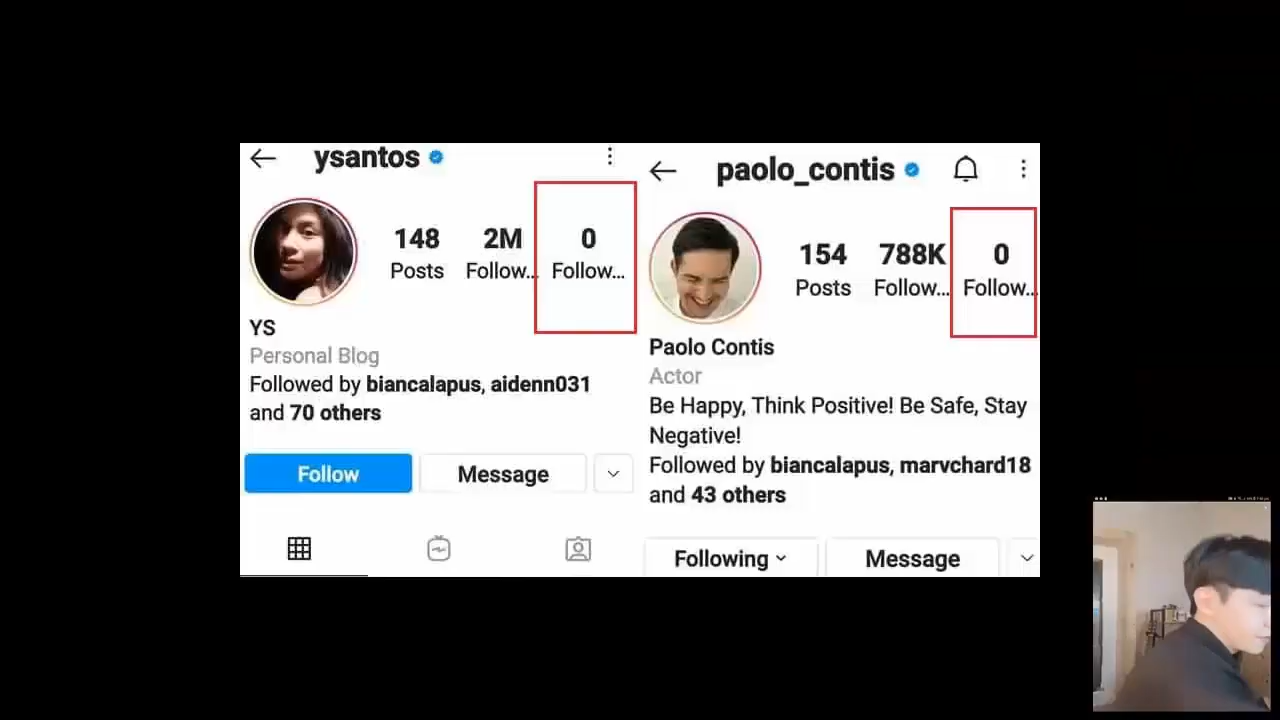 ysantos
148 2M 0
Posts Follow... Follow...
YS
Personal Blog
Followed by biancalapus, aidenn031
and 70 others
Follow Message
paolo_contis
154 788K 0
Posts Follow... Follow...
Paolo Contis
Actor
Be Happy, Think Positive! Be Safe, Stay
Negative!
Followed by biancalapus, marvchard18
and 43 others
Following Message